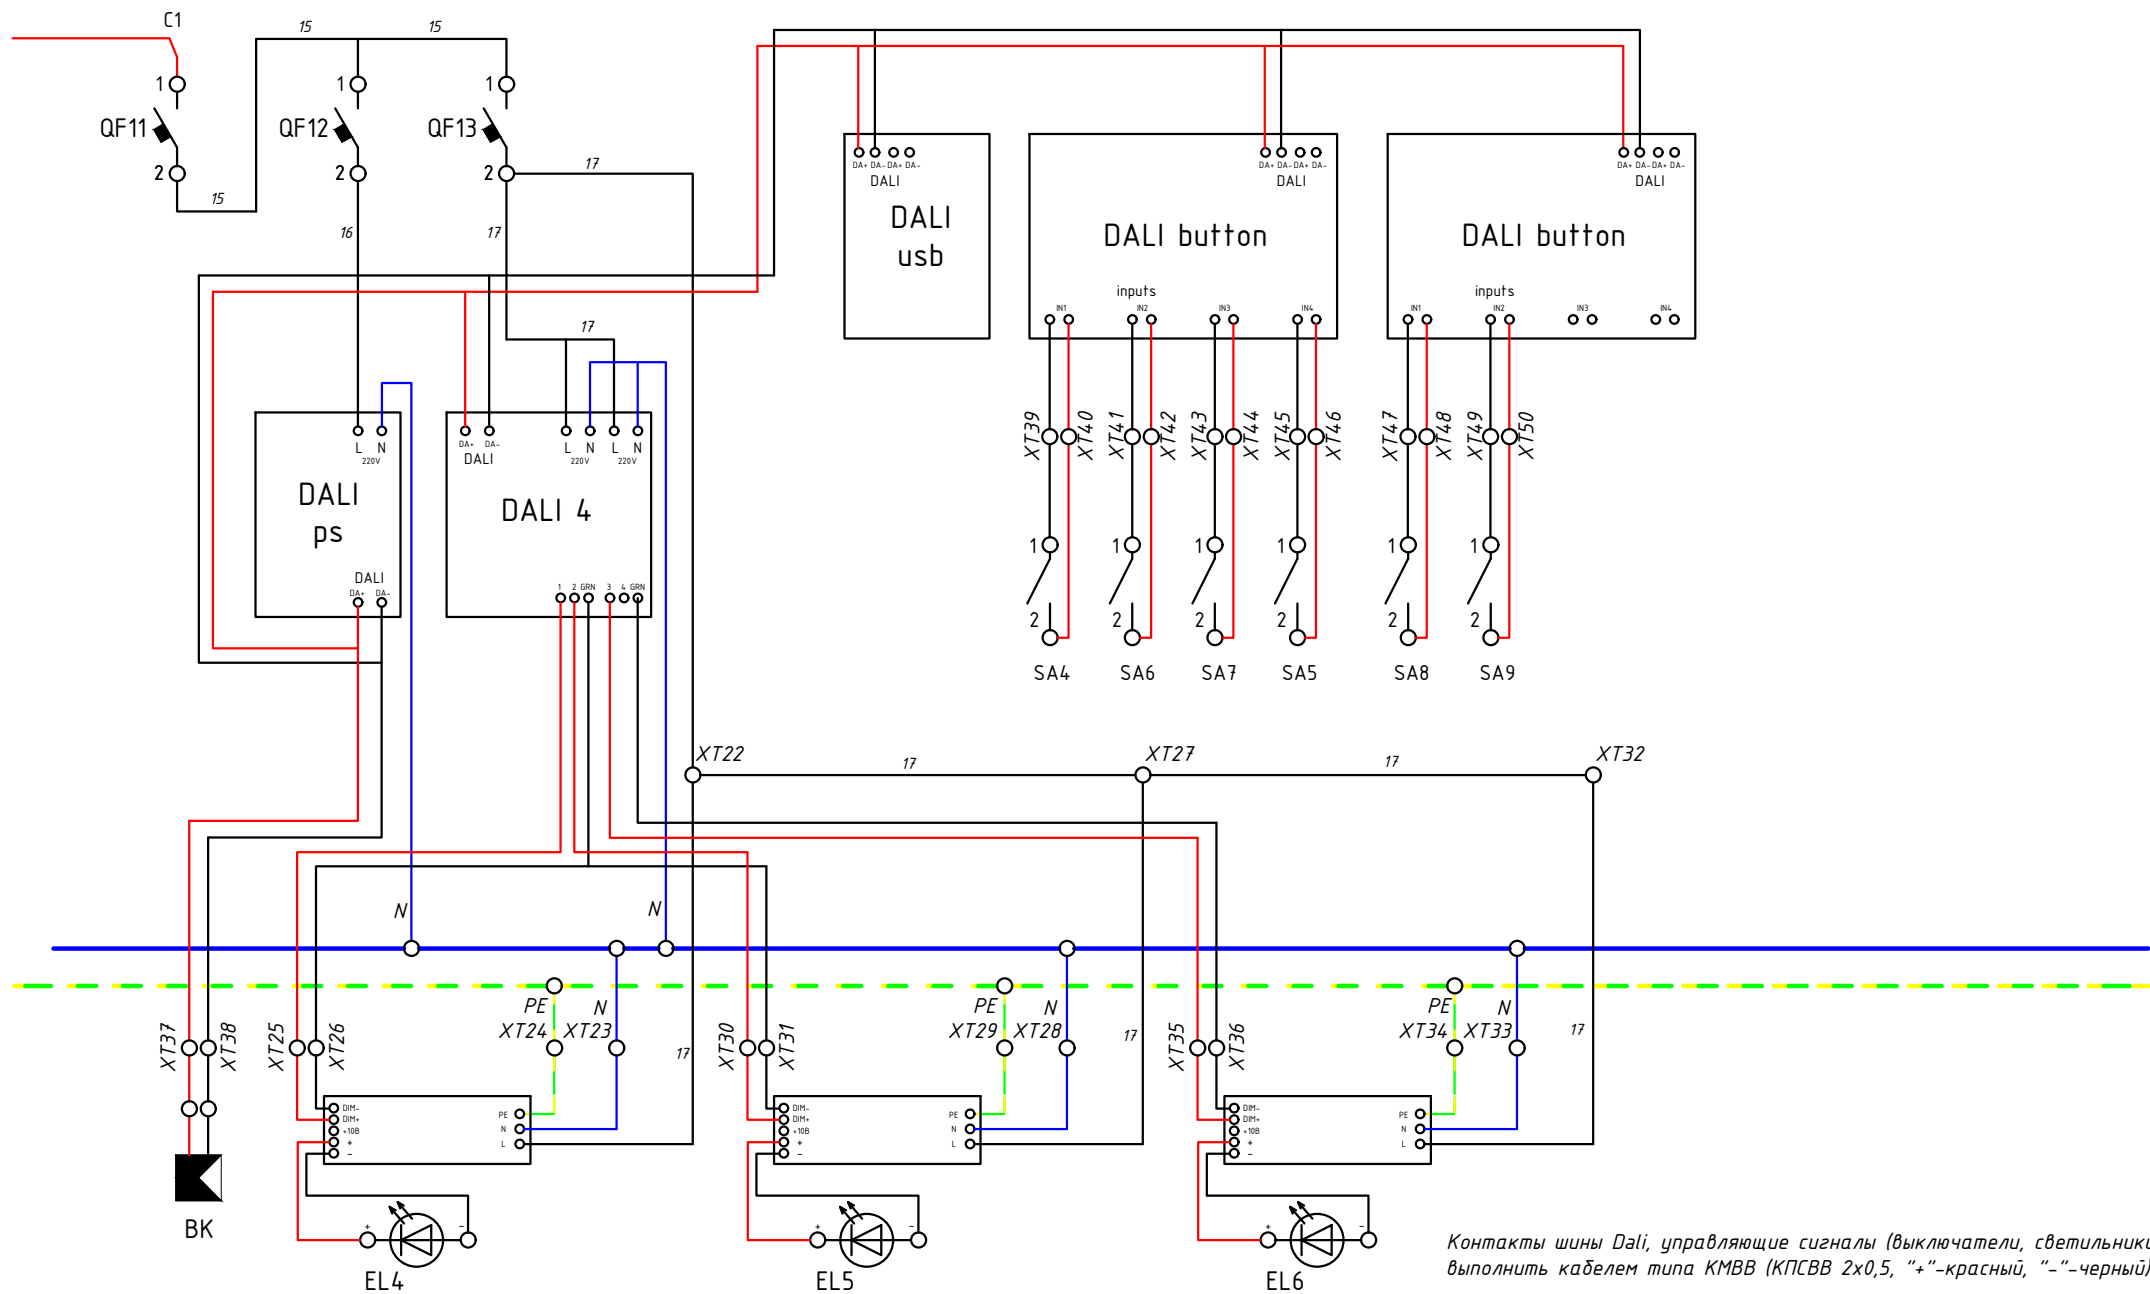 C1
15
15
1
1
1
QF11
QF12
QF13
2
2
2
17
15
16
17
17
DA+ DA- DA+ DA-
DALI
DALI
usb
DA+ DA- DA+ DA-
DALI
DALI button
inputs
IN1
IN2
IN3
IN4
DA+ DA- DA+ DA-
DALI
DALI button
inputs
IN1
IN2
IN3
IN4
L N
220V
DALI
ps
DALI
DA+ DA-
DA+ DA-
DALI
L N L N
220V 220V
DALI 4
1 2 GRN 3 4 GRN
XT39
XT40
XT41
XT42
XT43
XT44
XT45
XT46
XT47
XT48
XT49
XT50
1
1
1
1
1
1
2
2
2
2
2
2
SA4
SA6
SA7
SA5
SA8
SA9
XT22
17
XT27
17
XT32
N
N
PE
N
XT24
XT23
PE
N
XT29
XT28
PE
N
XT34
XT33
XT37
XT38
XT25
XT26
17
XT30
XT31
17
XT35
XT36
17
DIM-
DIM+
+10В
+
-
PE
N
L
DIM-
DIM+
+10В
+
-
PE
N
L
DIM-
DIM+
+10В
+
-
PE
N
L
BK
+ -
EL4
+ -
EL5
+ -
EL6
Контакты шины Dali, управляющие сигналы (выключатели, светильники
выполнить кабелем типа КМВВ (КПСВВ 2х0,5, "+"-красный, "-"-черный)